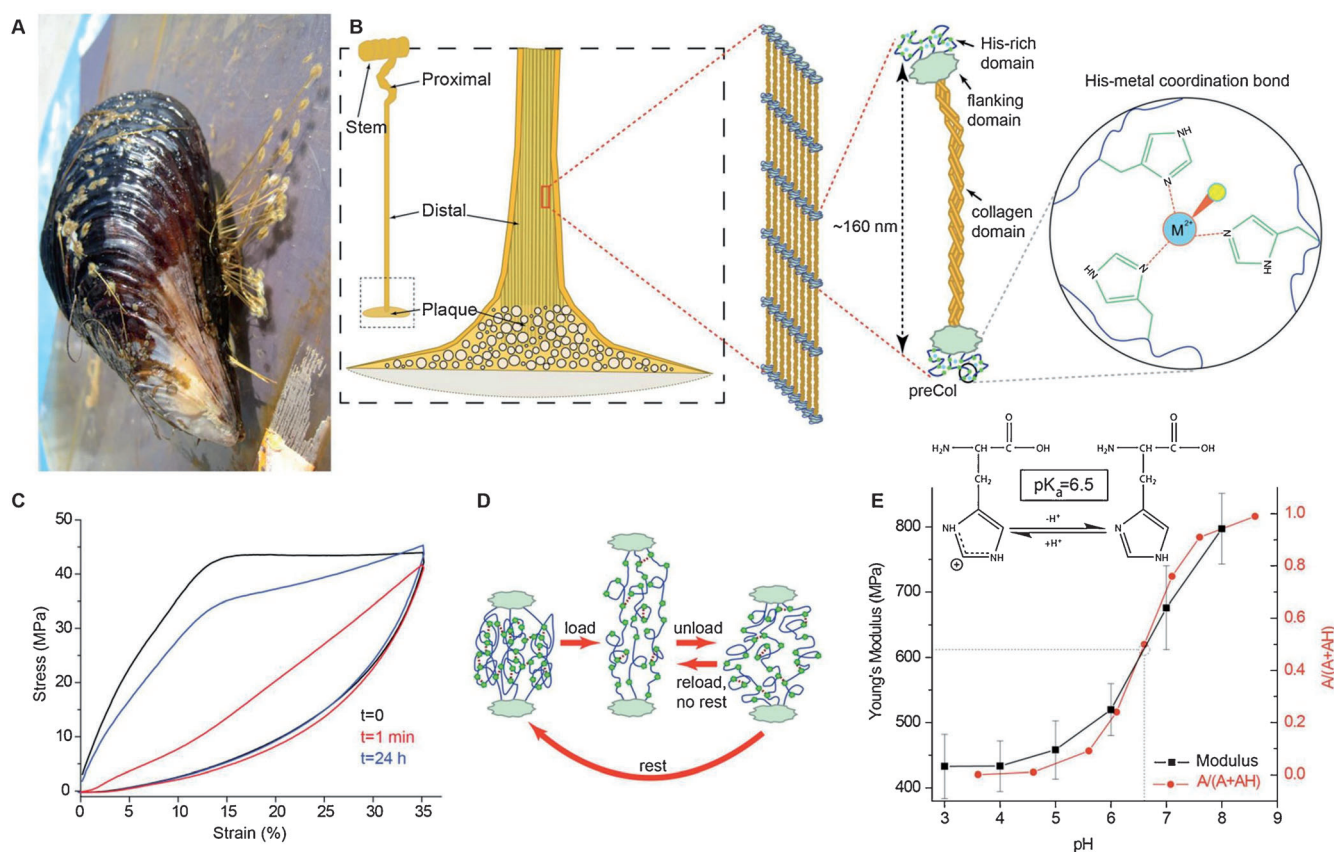 A
B
Proximal
Stem
Distal
Plaque
~160 nm
His-rich
domain
flanking
domain
collagen
domain
preCol
His-metal coordination bond
NH
N
M²⁺
N
NH
N
HN
C
Stress (MPa)
50
40
30
20
10
0
t=0
t=1 min
t=24 h
0 5 10 15 20 25 30 35
Strain (%)
D
load
unload
reload,
no rest
rest
E
O
H₂N—CH—C—OH
CH₂
NH
NH
⊕
pKₐ=6.5
-H⁺
+H⁺
O
H₂N—CH—C—OH
CH₂
N
NH
Young's Modulus (MPa)
800
700
600
500
400
1.0
0.8
0.6
0.4
0.2
0.0
A/(A+AH)
Modulus
A/(A+AH)
3 4 5 6 7 8 9
pH